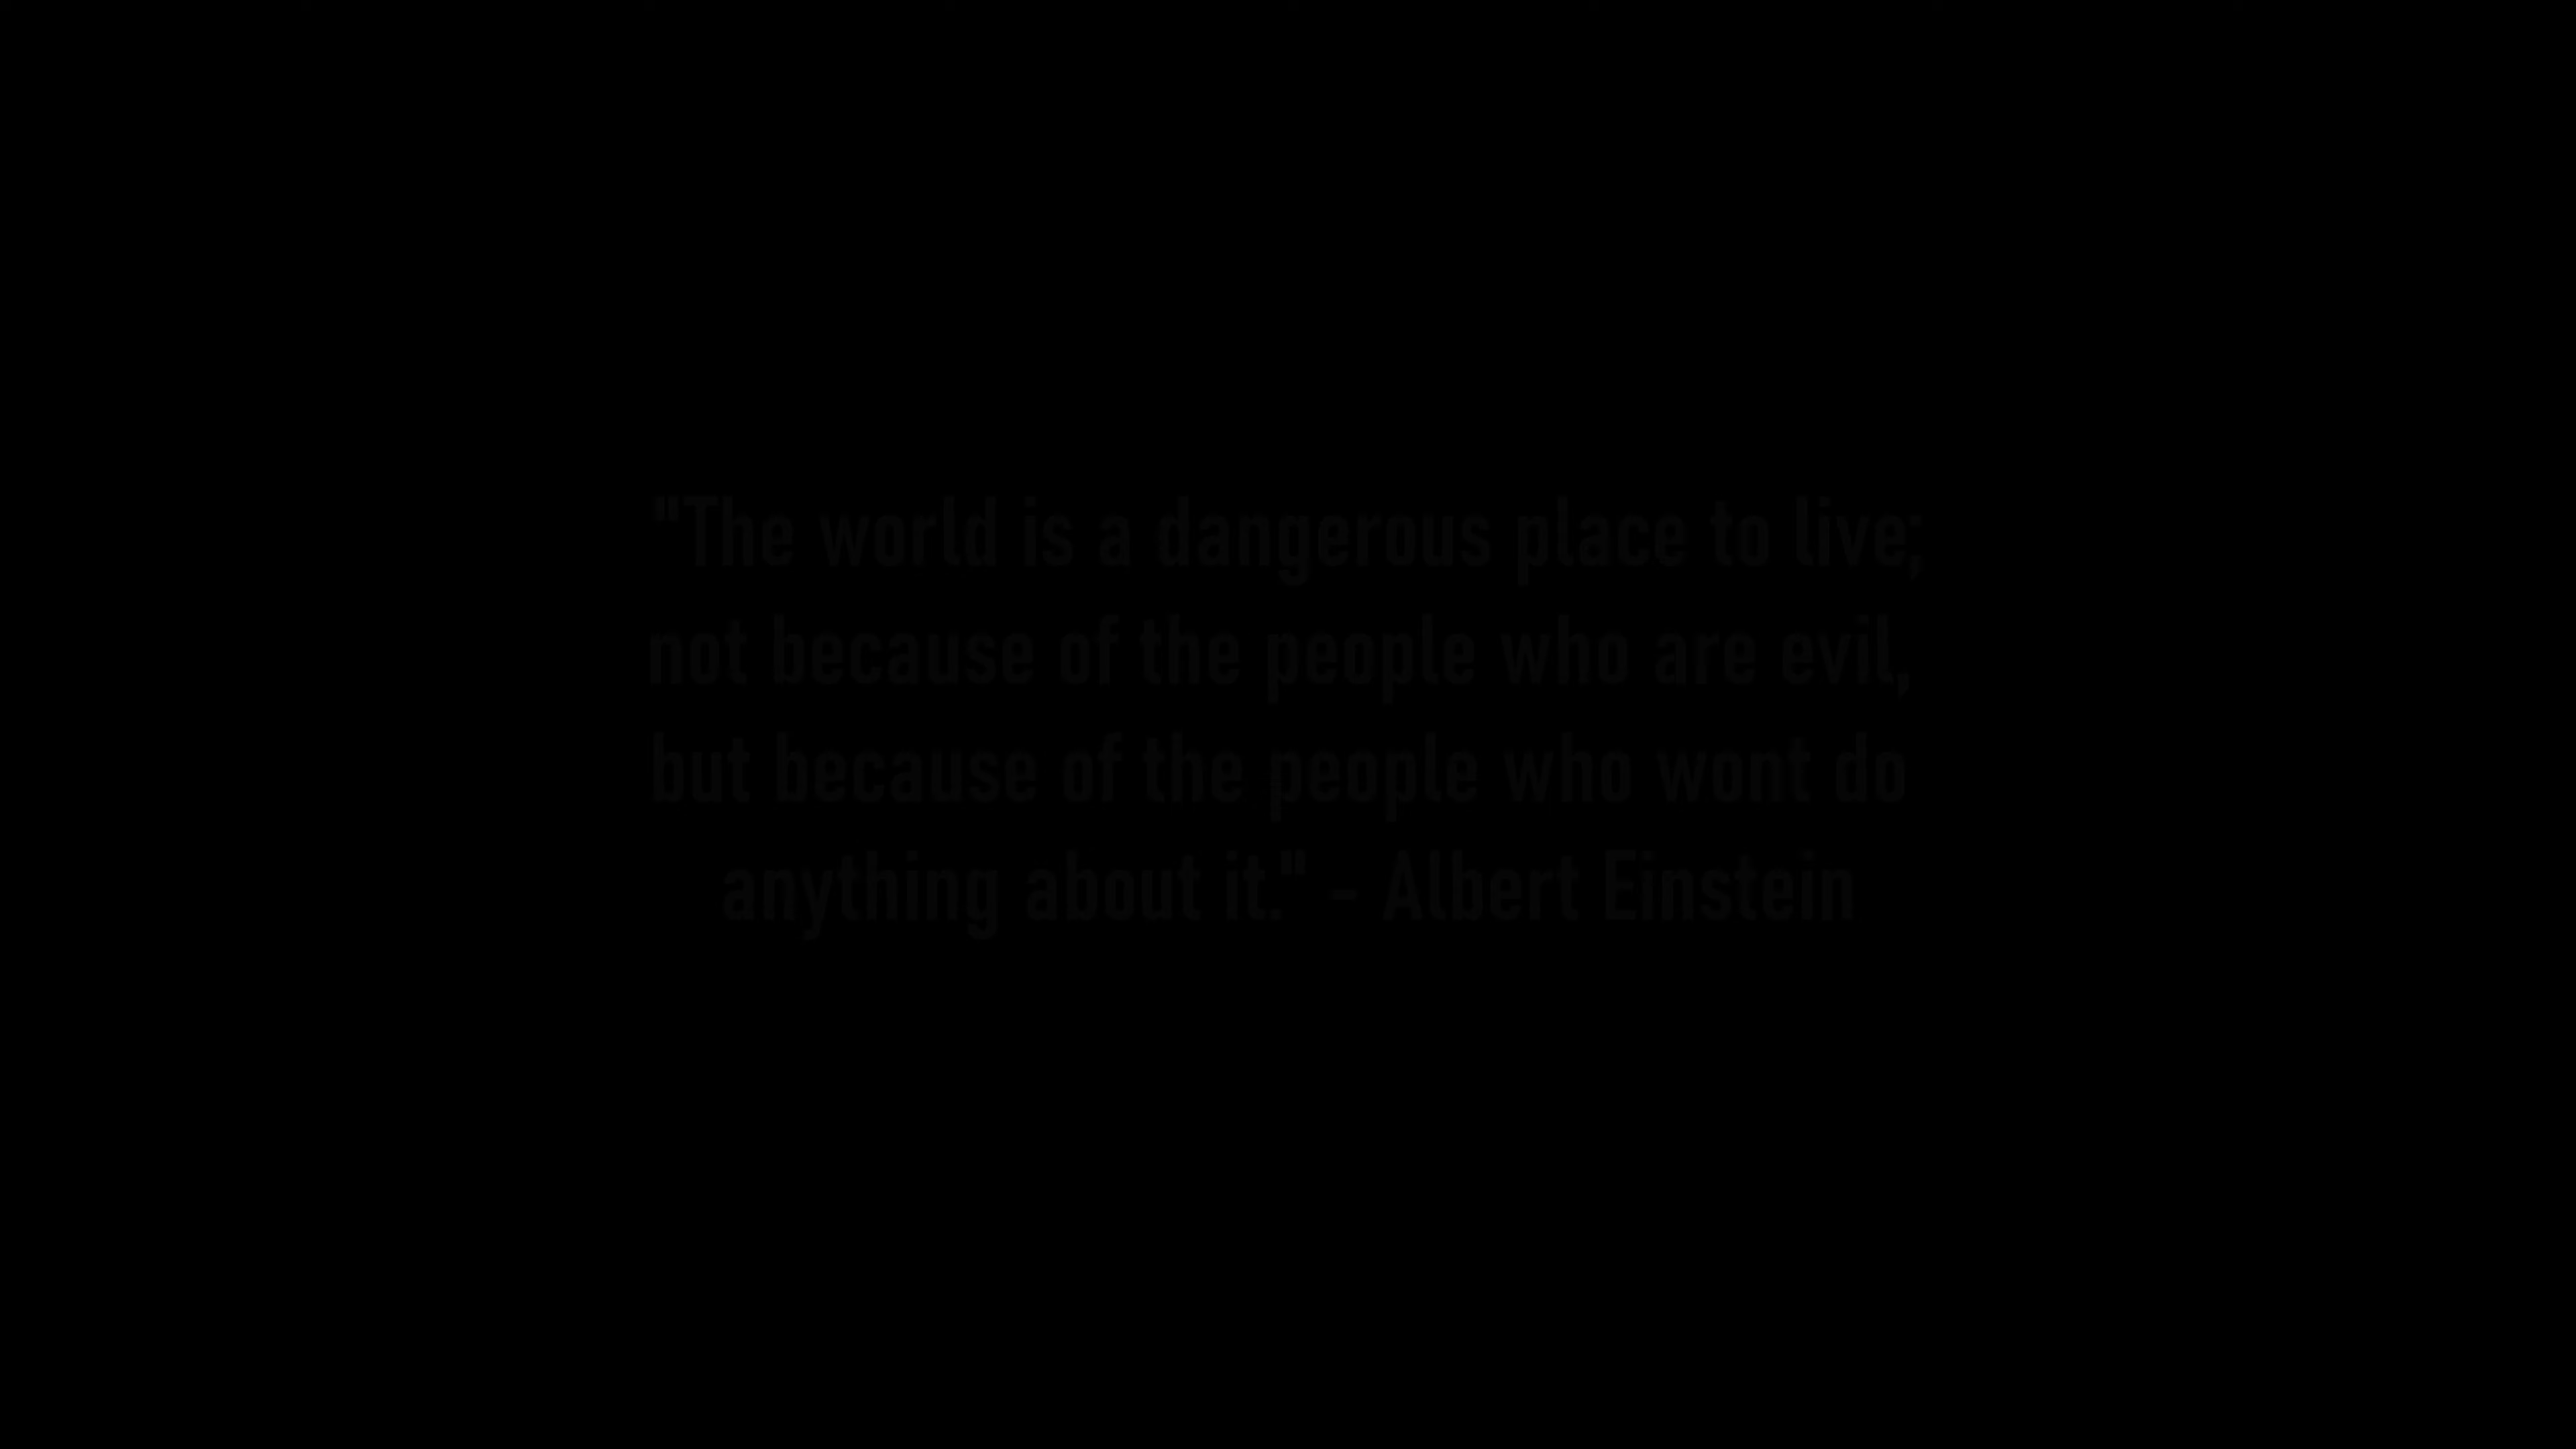 "The world is a dangerous place to live;
not because of the people who are evil,
but because of the people who wont do
anything about it." - Albert Einstein